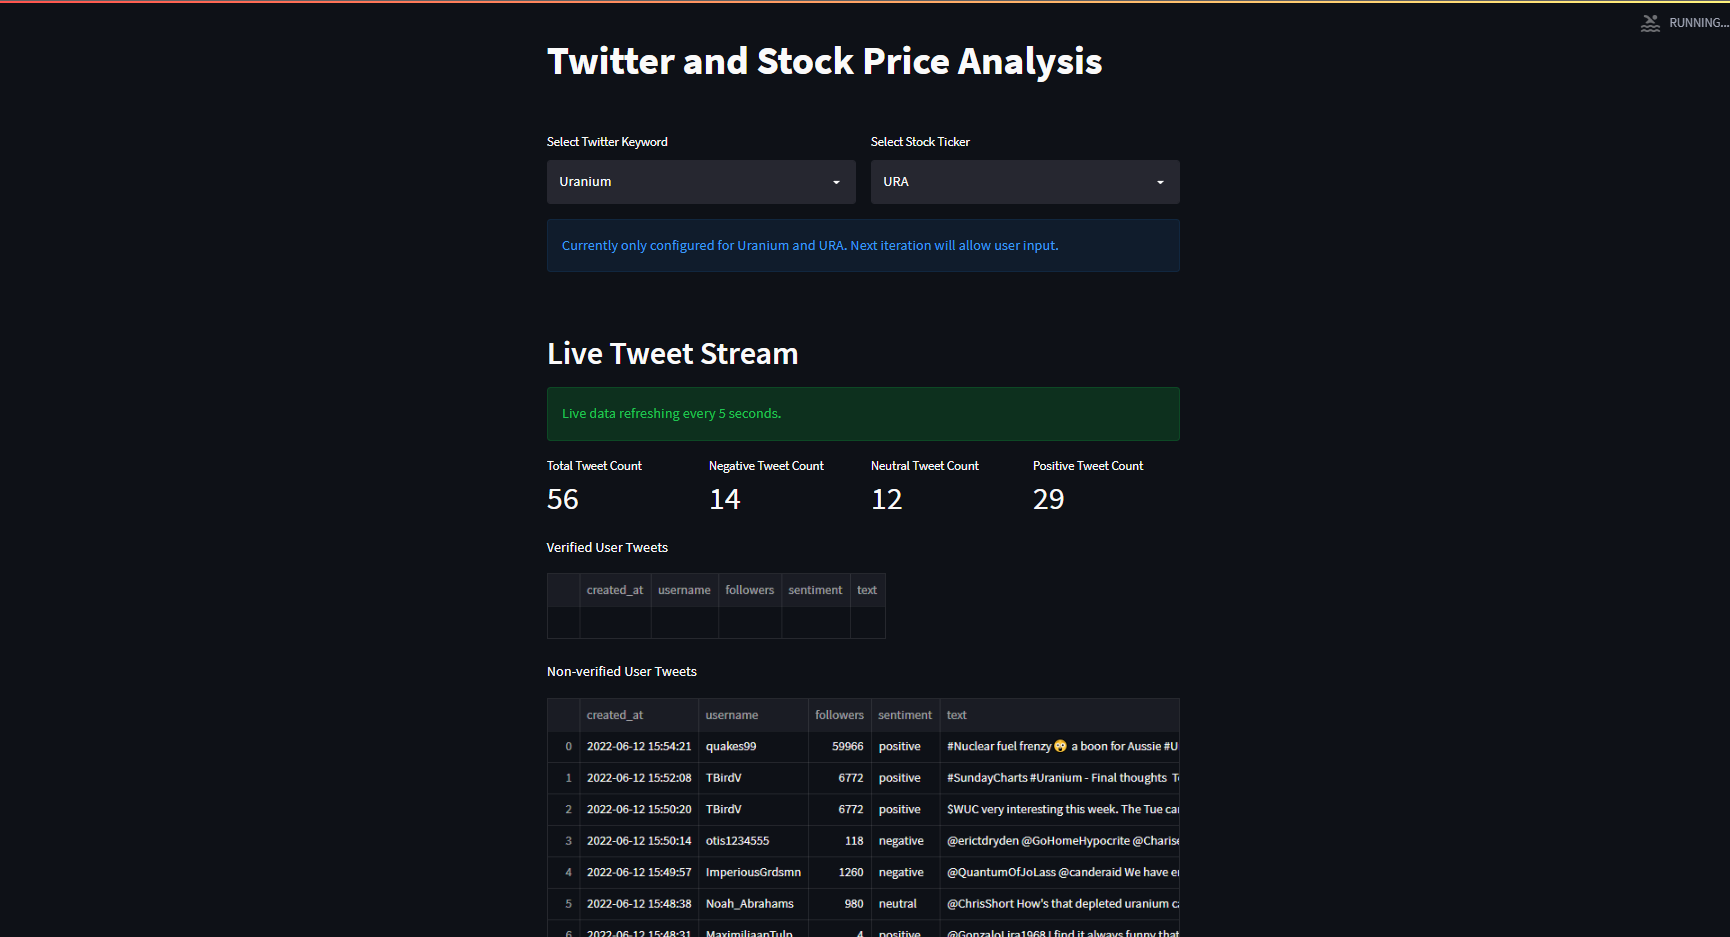 RUNNING...
Twitter and Stock Price Analysis
Select Twitter Keyword Select Stock Ticker
Uranium URA
Currently only configured for Uranium and URA. Next iteration will allow user input.
Live Tweet Stream
Live data refreshing every 5 seconds.
Total Tweet Count Negative Tweet Count Neutral Tweet Count Positive Tweet Count
56 14 12 29
Verified User Tweets
created_at username followers sentiment text
Non-verified User Tweets
created_at username followers sentiment text
0 2022-06-12 15:54:21 quakes99 59966 positive #Nuclear fuel frenzy😲 a boon for Aussie #U
1 2022-06-12 15:52:08 TBirdV 6772 positive #SundayCharts #Uranium - Final thoughts
2 2022-06-12 15:50:20 TBirdV 6772 positive $WUC very interesting this week. The Tue
3 2022-06-12 15:50:14 otis1234555 118 negative @erictdryden @GoHomeHypocrite @Charise
4 2022-06-12 15:49:57 ImperiousGrdsmn 1260 negative @QuantumOfJoLass @canderaid We have
5 2022-06-12 15:48:38 Noah_Abrahams 980 neutral @ChrisShort How's that depleted uranium
6 2022-06-12 15:48:31 MaximiliaanTulp 4 positive @GonzaloLira1968 I find it always funny that